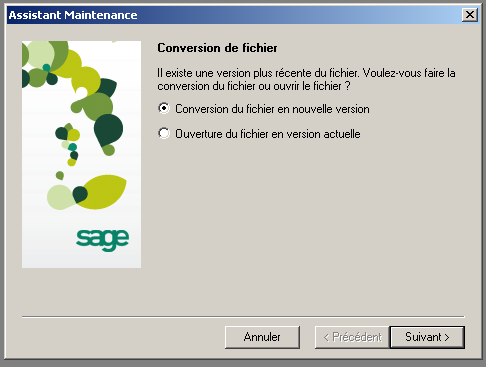 Assistant Maintenance
Conversion de fichier
Il existe une version plus récente du fichier. Voulez-vous faire la
conversion du fichier ou ouvrir le fichier ?
Conversion du fichier en nouvelle version
Ouverture du fichier en version actuelle
sage
Annuler
< Précédent
Suivant >